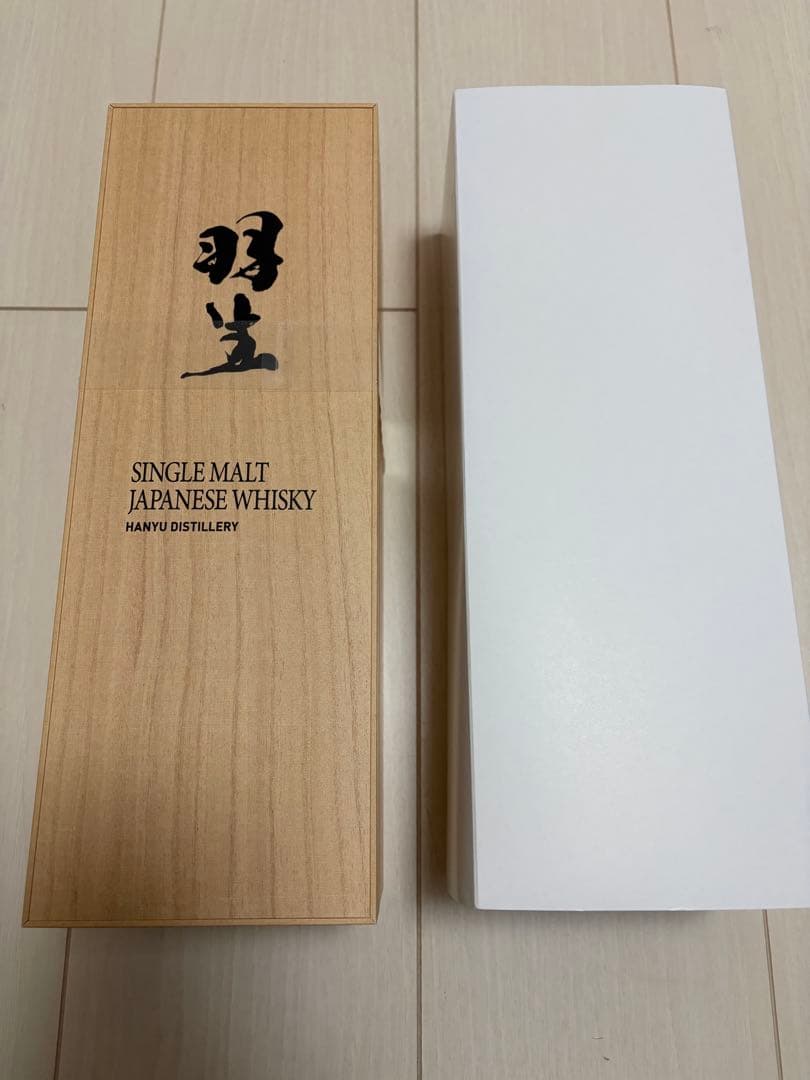 羽
生
SINGLE MALT
JAPANESE WHISKY
HANYU DISTILLERY